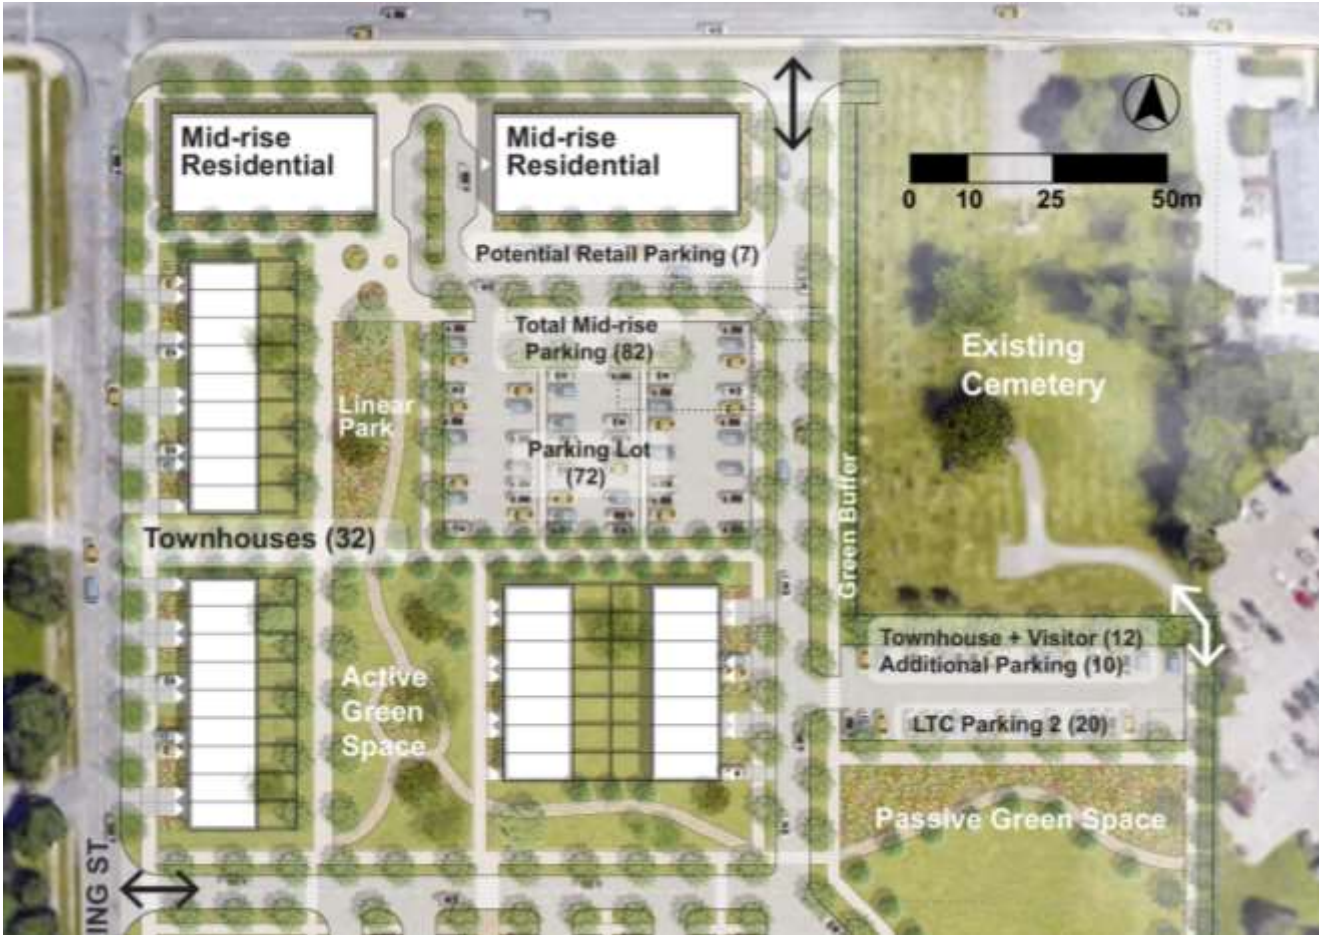 Mid-rise
Residential
Mid-rise
Residential
0 10 25 50m
Potential Retail Parking (7)
Total Mid-rise
Parking (82)
Existing
Cemetery
Linear
Park
Parking Lot
(72)
Green Buffer
Townhouses (32)
Townhouse + Visitor (12)
Additional Parking (10)
Active
Green
Space
LTC Parking 2 (20)
Passive Green Space
ING ST.